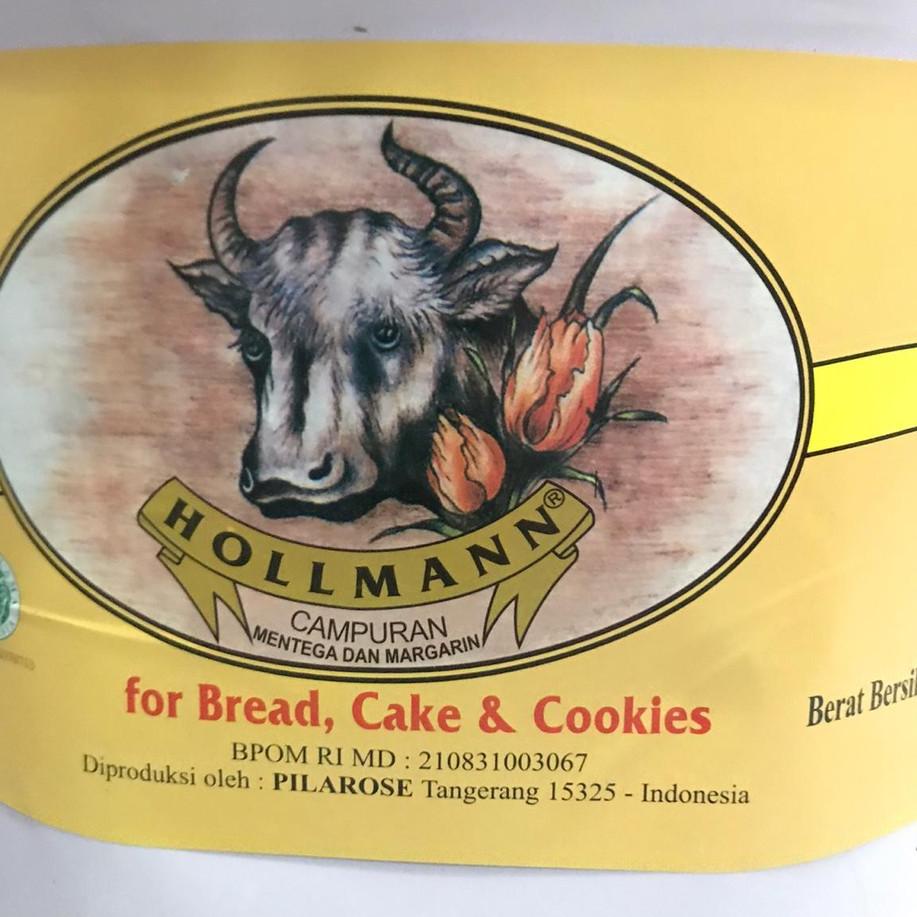 HOLLMANN®
CAMPURAN
MENTEGA DAN MARGARIN
for Bread, Cake & Cookies
BPOM RI MD : 210831003067
Diproduksi oleh : PILAROSE Tangerang 15325 - Indonesia
Berat